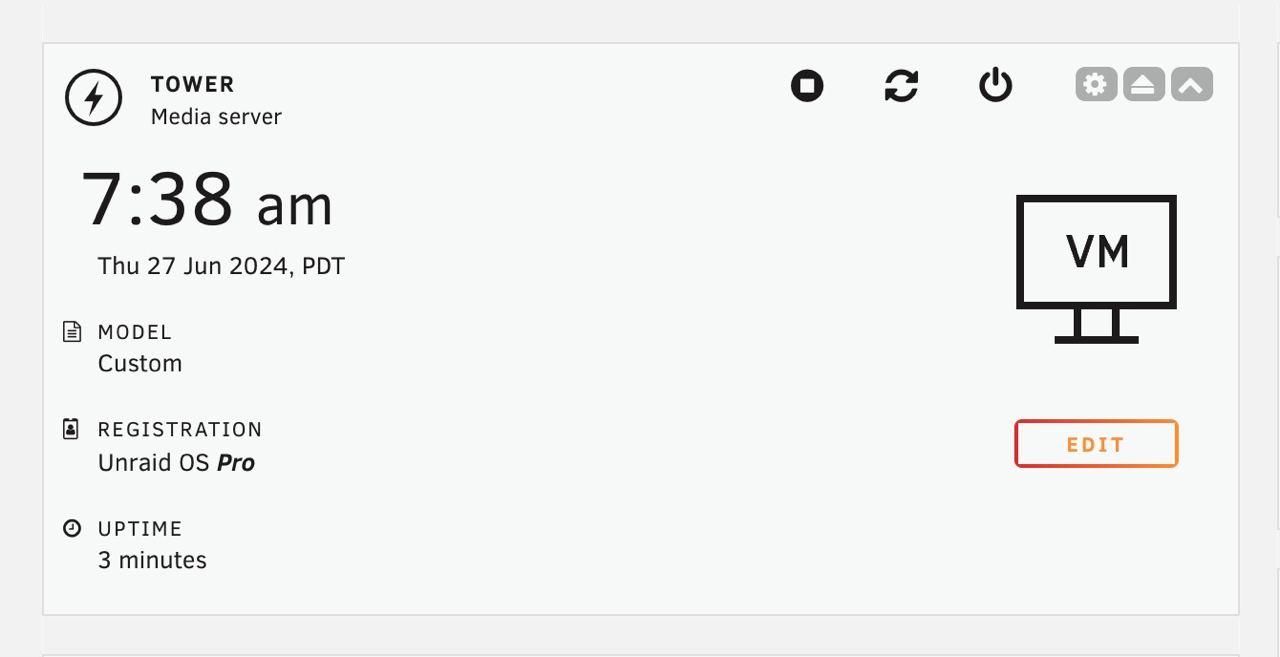 TOWER
Media server
7:38 am
Thu 27 Jun 2024, PDT
VM
MODEL
Custom
REGISTRATION
Unraid OS Pro
EDIT
UPTIME
3 minutes